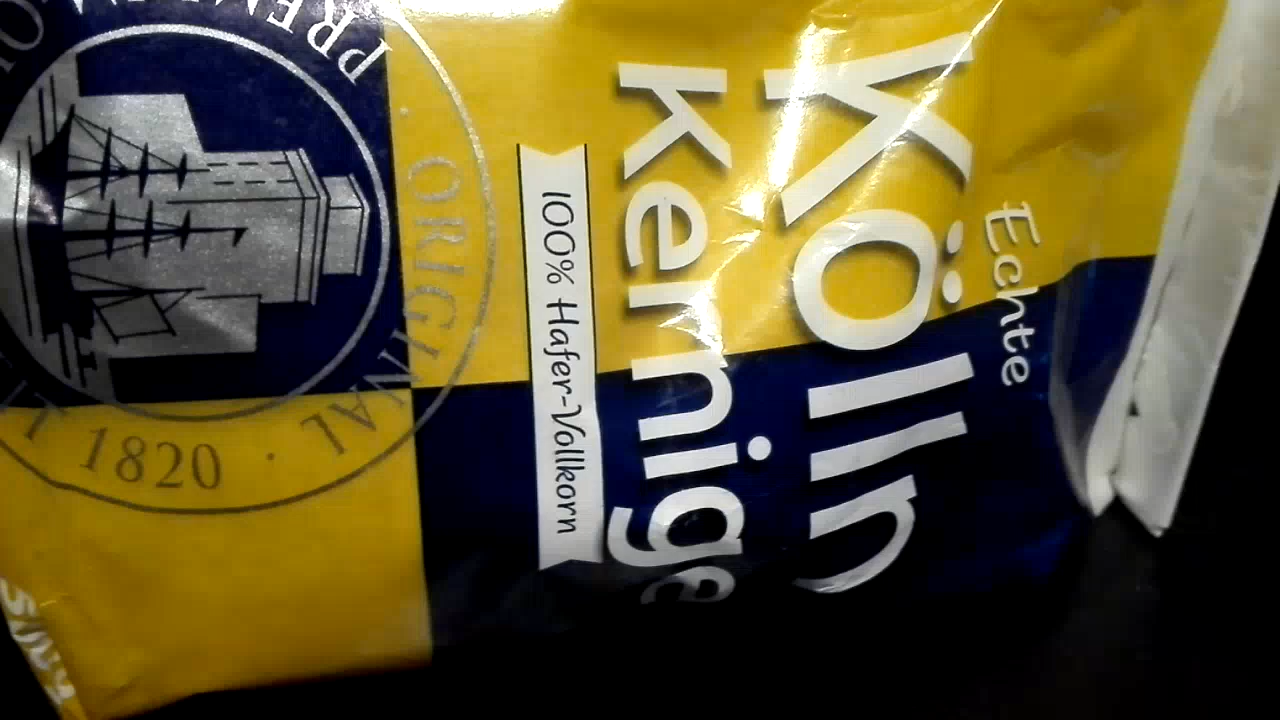 Echte
Kölln
Kernige
100% Hafer-Vollkorn
ORIGINAL
1820